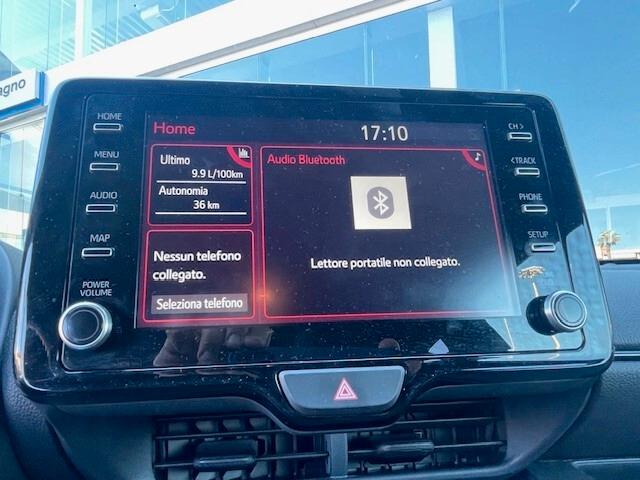 agno
HOME
MENU
AUDIO
MAP
POWER
VOLUME
Home
17:10
Ultimo
9.9 L/100km
Autonomia
36 km
Nessun telefono
collegato.
Seleziona telefono
Audio Bluetooth
Lettore portatile non collegato.
CH >
< TRACK
PHONE
SETUP